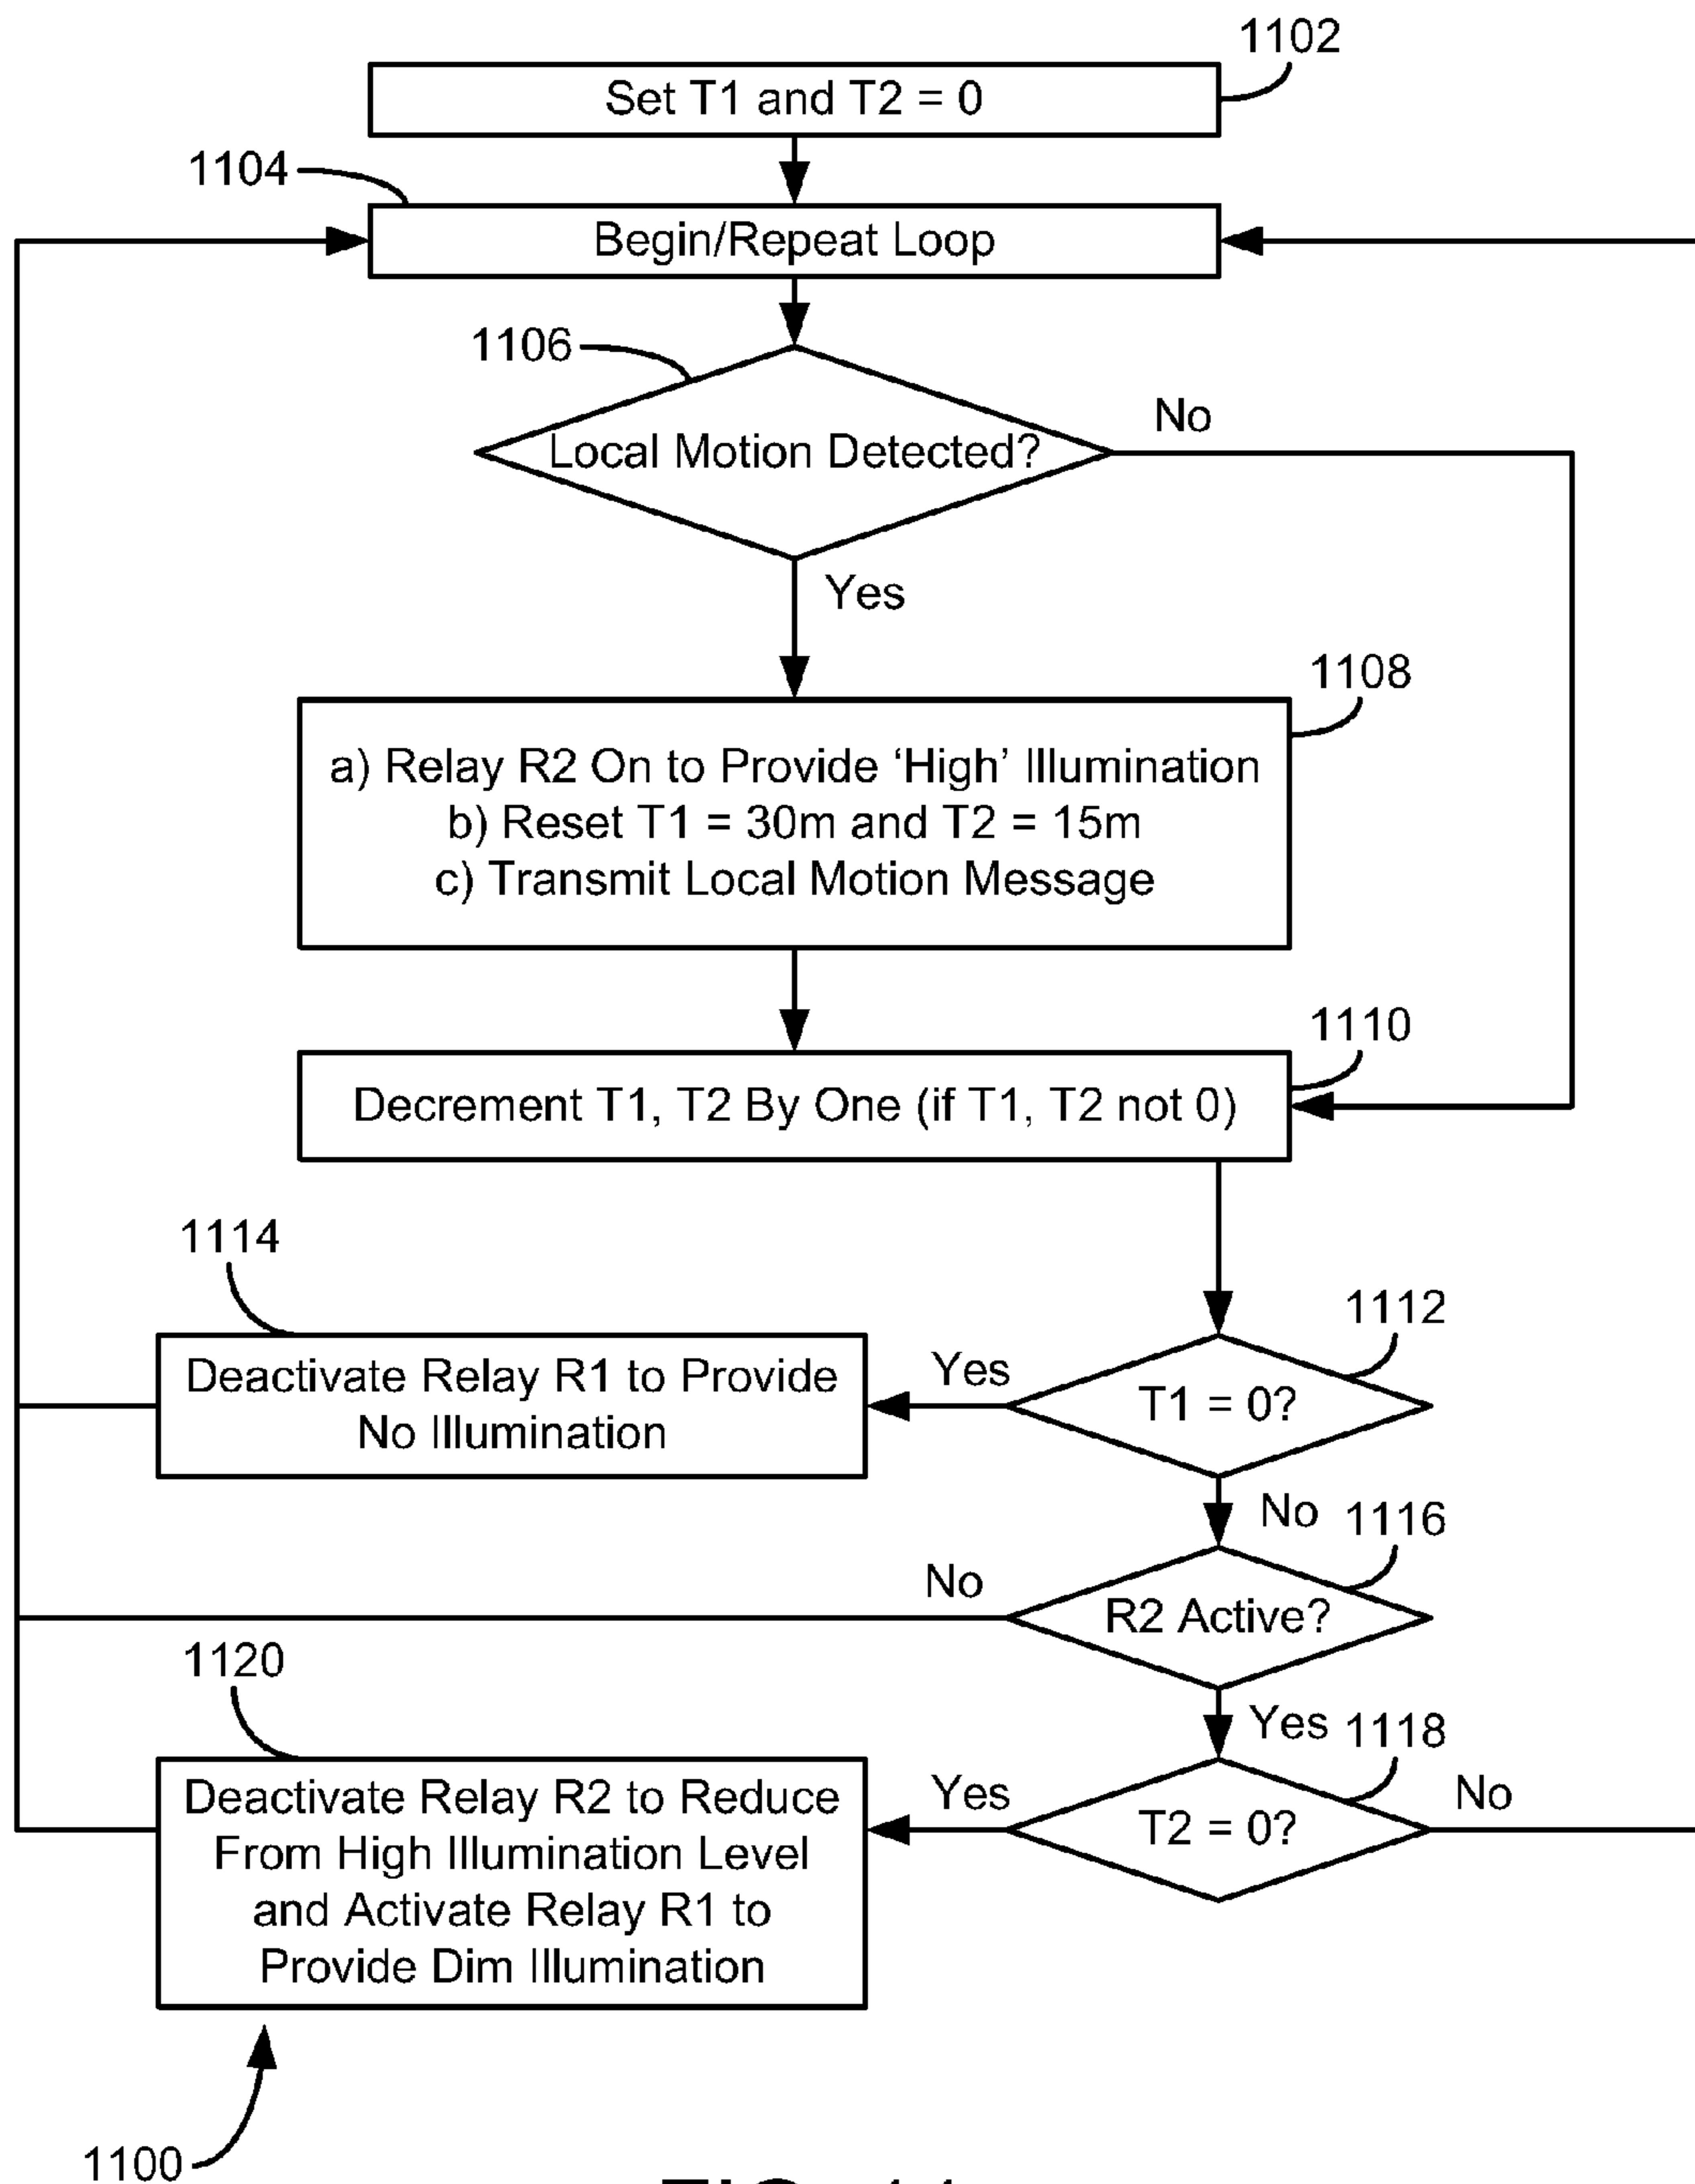 1102
Set T1 and T2 = 0
1104
Begin/Repeat Loop
1106
No
Local Motion Detected?
Yes
1108
a) Relay R2 On to Provide ‘High’ Illumination
b) Reset T1 = 30m and T2 = 15m
c) Transmit Local Motion Message
1110
Decrement T1, T2 By One (if T1, T2 not 0)
1114
1112
Deactivate Relay R1 to Provide
No Illumination
Yes
T1 = 0?
No
1116
No
R2 Active?
1120
Yes
1118
Deactivate Relay R2 to Reduce
From High Illumination Level
and Activate Relay R1 to
Provide Dim Illumination
Yes
T2 = 0?
No
1100